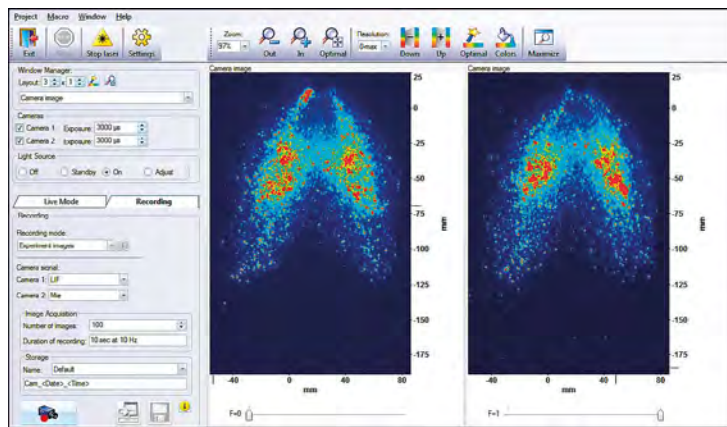 Project Macro Window Help
Zoom: Resolution:
97% 0-max
Exit Stop Stop laser Settings Out In Optimal Down Up Optimal Colors Maximize
Window Manager:
Layout: 3 x 1
Camera image
Cameras
Camera 1 Exposure: 3000 µs
Camera 2 Exposure: 3000 µs
Light Source
Off Standby On Adjust
Live Mode Recording
Recording
Recording mode:
Experiment images
Camera signal:
Camera 1: LIF
Camera 2: Mie
Image Acquisition
Number of images: 100
Duration of recording: 10 sec at 10 Hz
Storage
Name: Default
Cam_<Date>_<Time>
Camera image
25
0
-25
-50
-75
mm
-100
-125
-150
-175
-40 0 40 80
mm
F=0
Camera image
25
0
-25
-50
-75
mm
-100
-125
-150
-175
-40 0 40 80
mm
F=1